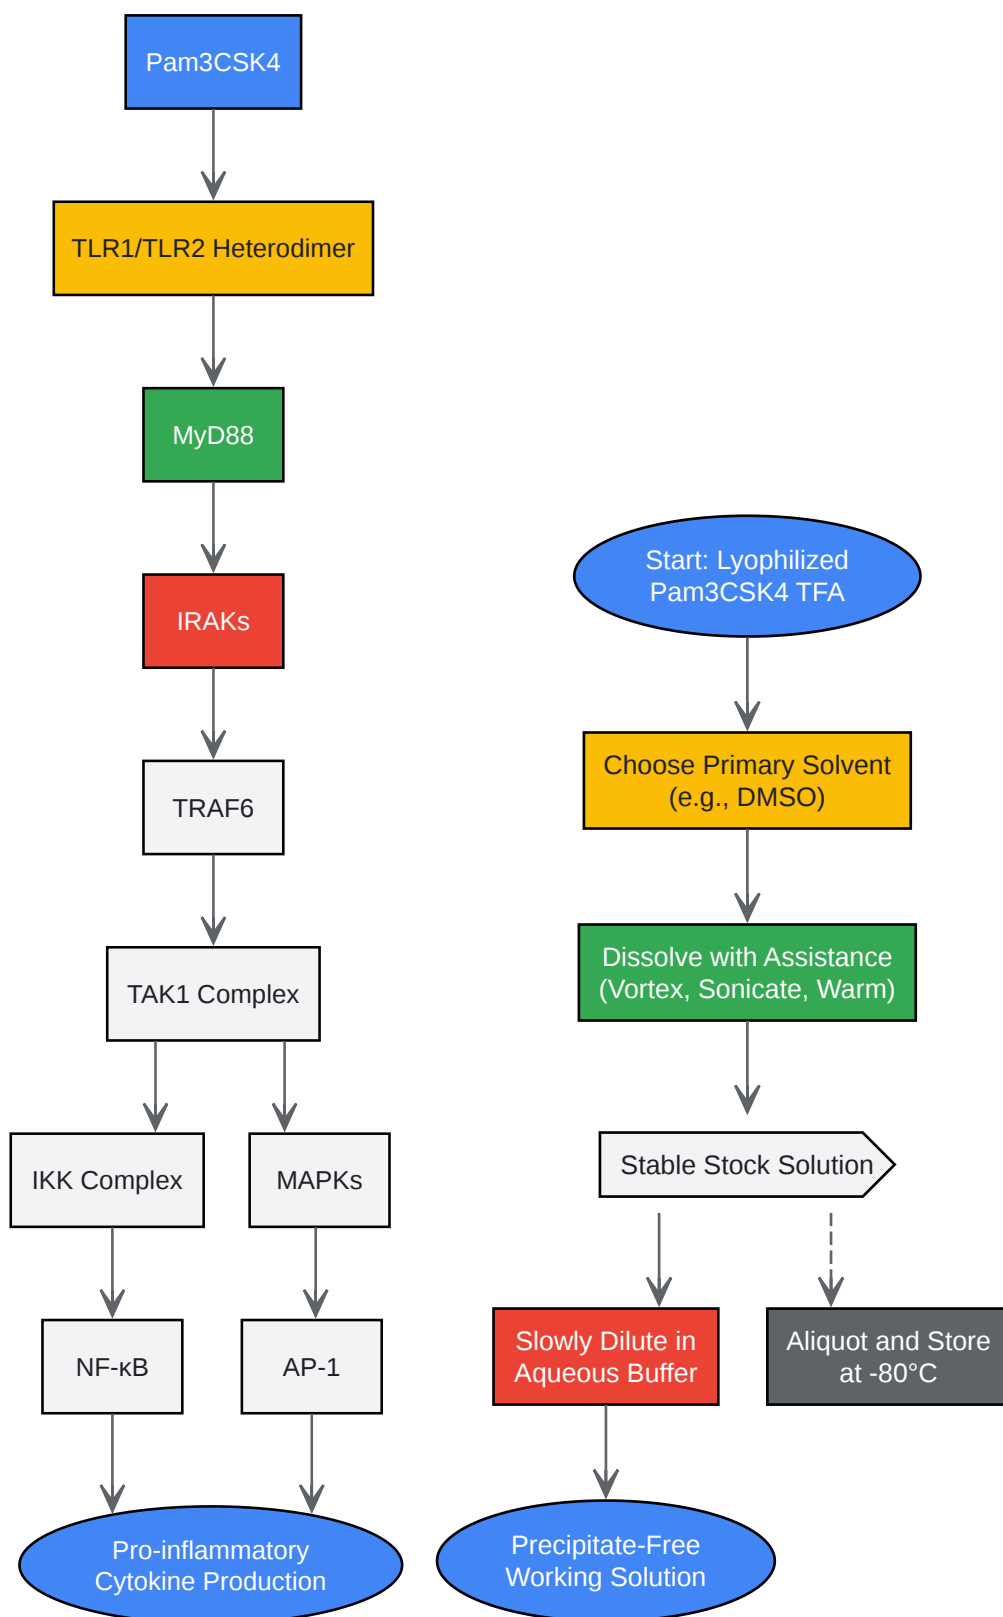 Pam3CSK4
TLR1/TLR2 Heterodimer
MyD88
IRAKs
TRAF6
TAK1 Complex
IKK Complex
MAPKs
NF-κB
AP-1
Pro-inflammatory
Cytokine Production
Start: Lyophilized
Pam3CSK4 TFA
Choose Primary Solvent
(e.g., DMSO)
Dissolve with Assistance
(Vortex, Sonicate, Warm)
Stable Stock Solution
Slowly Dilute in
Aqueous Buffer
Aliquot and Store
at -80°C
Precipitate-Free
Working Solution